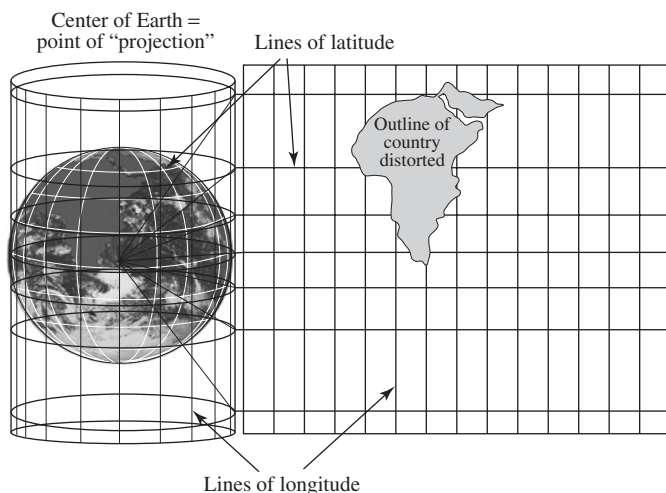 Center of Earth =
point of “projection”
Lines of latitude
Outline of
country
distorted
Lines of longitude